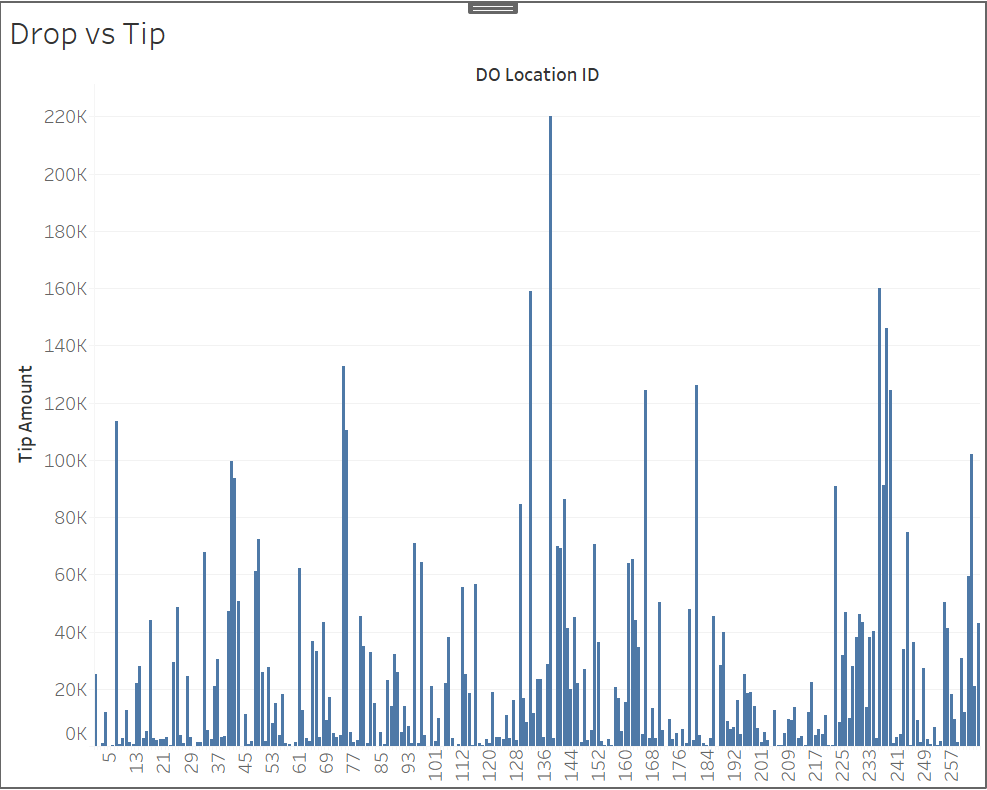 Drop vs Tip
DO Location ID
Tip Amount
220K
200K
180K
160K
140K
120K
100K
80K
60K
40K
20K
0K
5 13 21 29 37 45 53 61 69 77 85 93 101 112 120 128 136 144 152 160 168 176 184 192 201 209 217 225 233 241 249 257